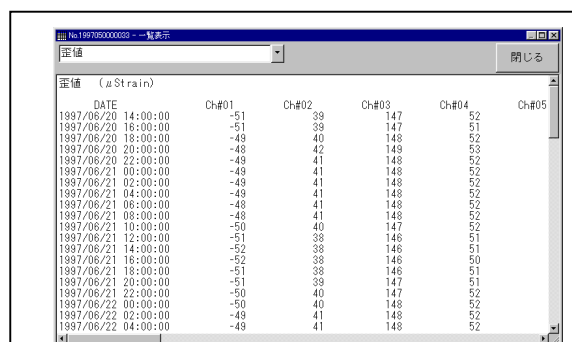 No.1997050000033 - 一覧表示
歪値
閉じる
歪値 （μStrain）
DATE Ch#01 Ch#02 Ch#03 Ch#04 Ch#05
1997/06/20 14:00:00 -51 39 147 52
1997/06/20 16:00:00 -51 39 147 51
1997/06/20 18:00:00 -49 40 148 52
1997/06/20 20:00:00 -48 42 149 53
1997/06/20 22:00:00 -49 41 148 52
1997/06/21 00:00:00 -49 41 148 52
1997/06/21 02:00:00 -49 41 148 52
1997/06/21 04:00:00 -49 41 148 52
1997/06/21 06:00:00 -48 41 148 52
1997/06/21 08:00:00 -48 41 148 52
1997/06/21 10:00:00 -50 40 147 52
1997/06/21 12:00:00 -51 38 146 51
1997/06/21 14:00:00 -52 38 146 51
1997/06/21 16:00:00 -52 38 146 50
1997/06/21 18:00:00 -51 38 146 51
1997/06/21 20:00:00 -51 39 147 51
1997/06/21 22:00:00 -50 40 147 52
1997/06/22 00:00:00 -50 40 148 52
1997/06/22 02:00:00 -49 41 148 52
1997/06/22 04:00:00 -49 41 148 52